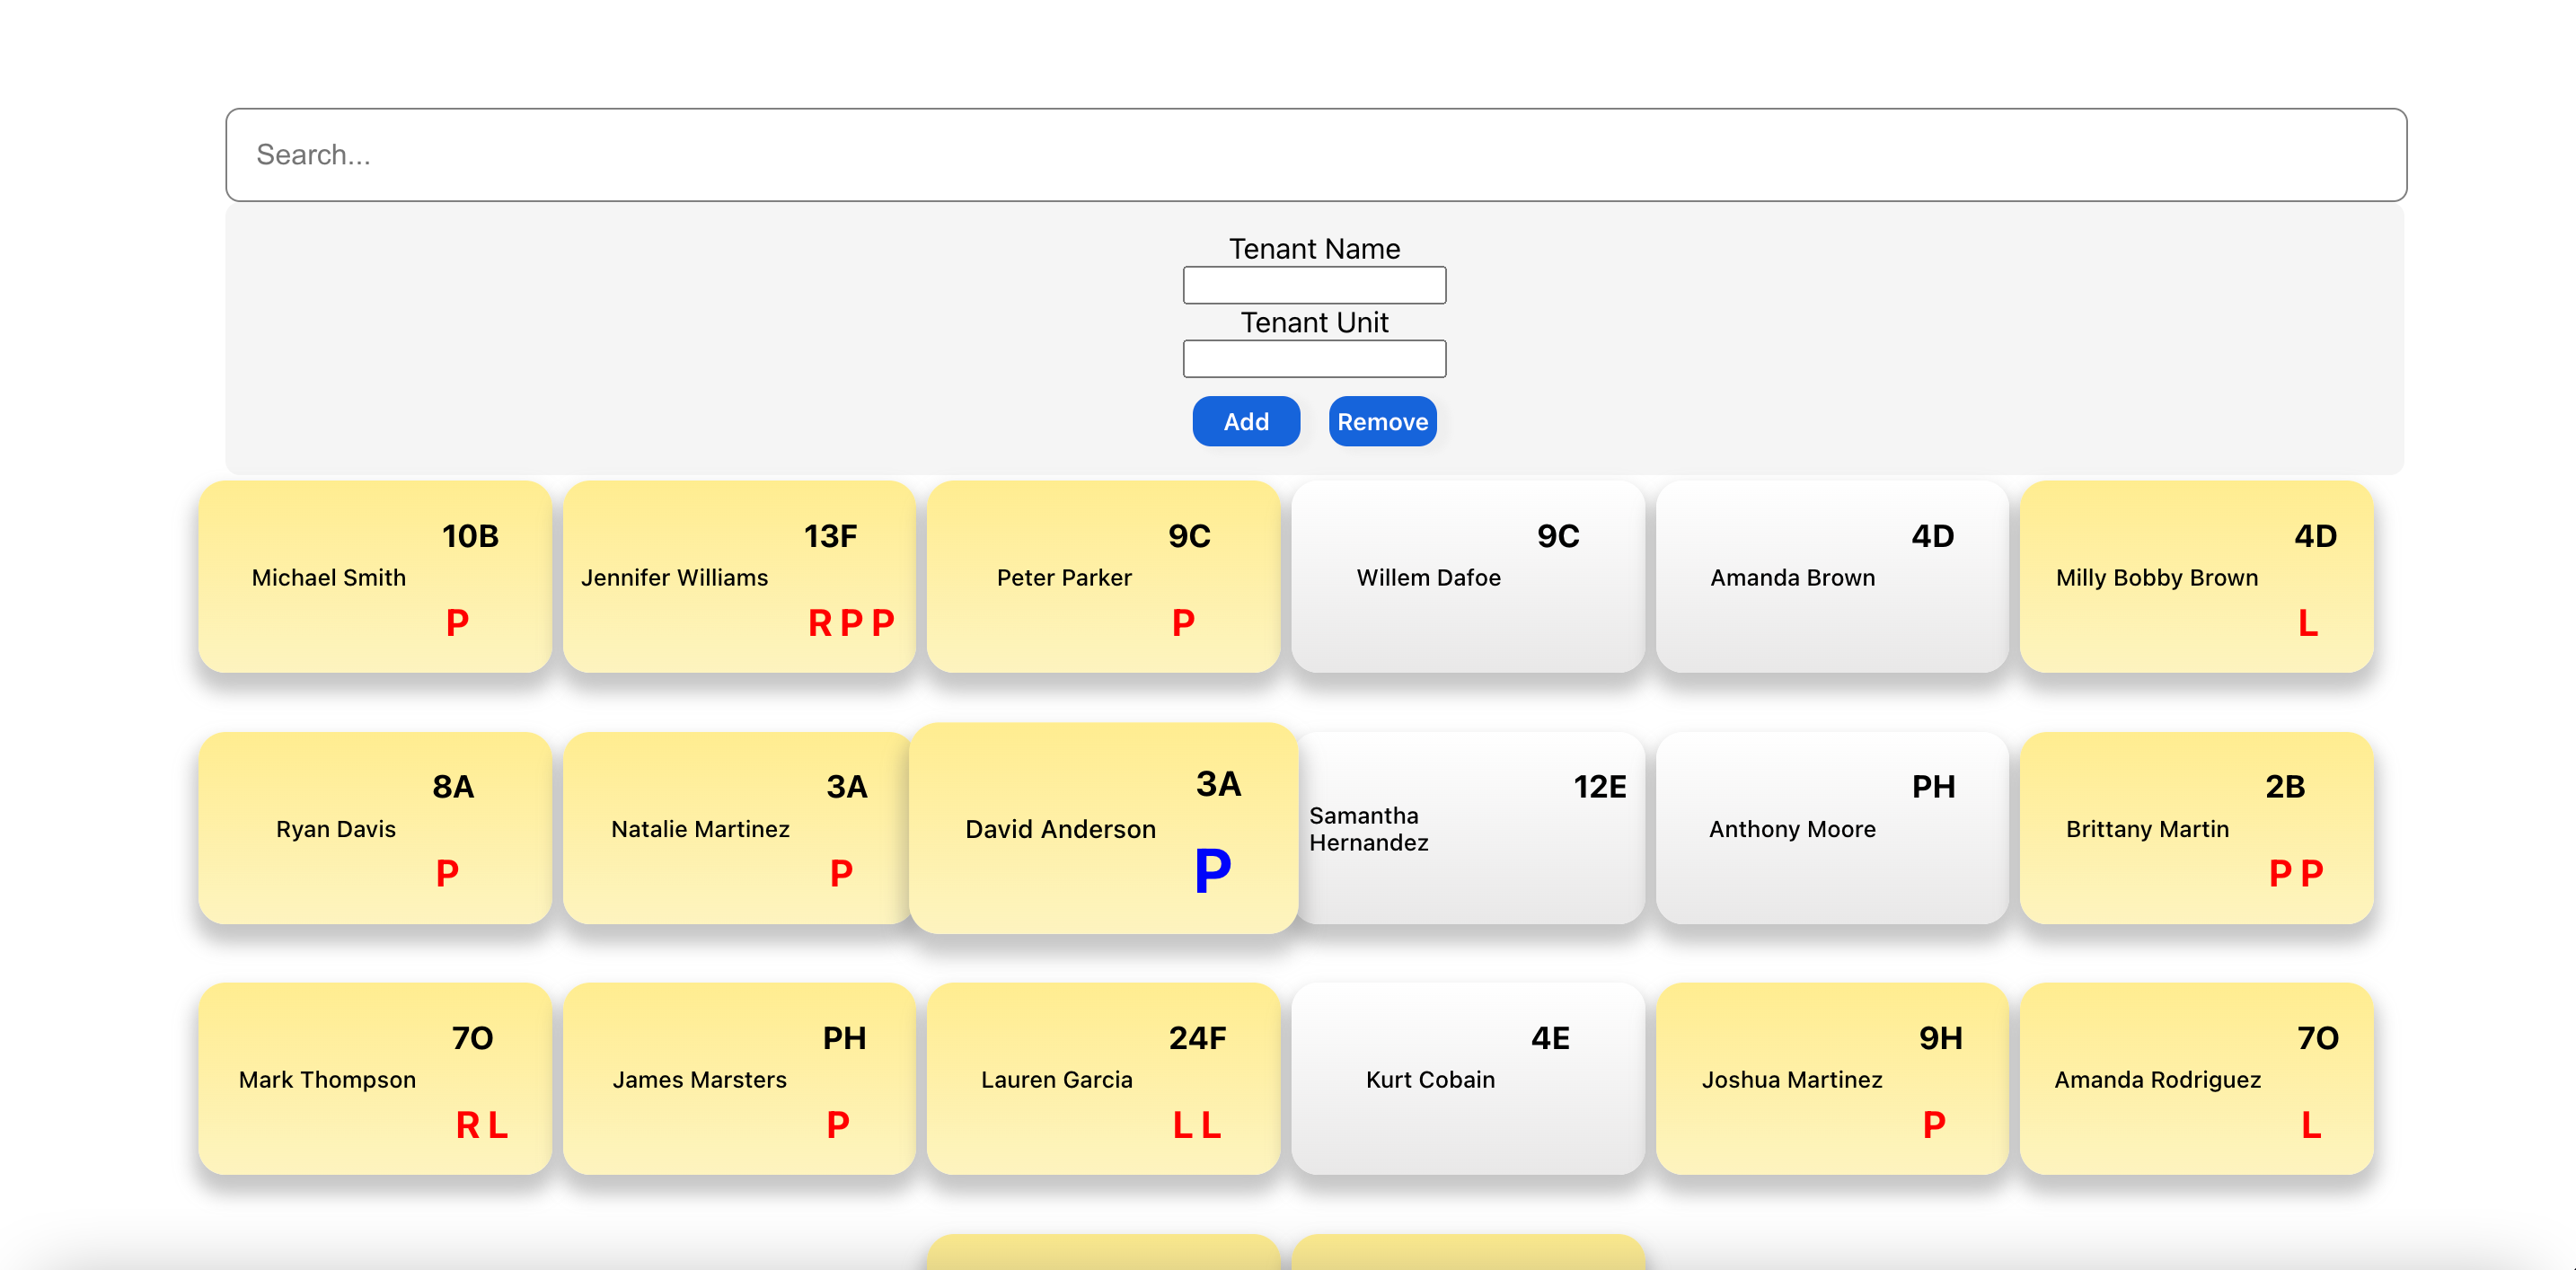 Search...
Tenant Name
Tenant Unit
Add Remove
10B
Michael Smith
P
13F
Jennifer Williams
R P P
9C
Peter Parker
P
9C
Willem Dafoe
4D
Amanda Brown
4D
Milly Bobby Brown
L
8A
Ryan Davis
P
3A
Natalie Martinez
P
3A
David Anderson
P
12E
Samantha
Hernandez
PH
Anthony Moore
2B
Brittany Martin
P P
7O
Mark Thompson
R L
PH
James Marsters
P
24F
Lauren Garcia
L L
4E
Kurt Cobain
9H
Joshua Martinez
P
7O
Amanda Rodriguez
L